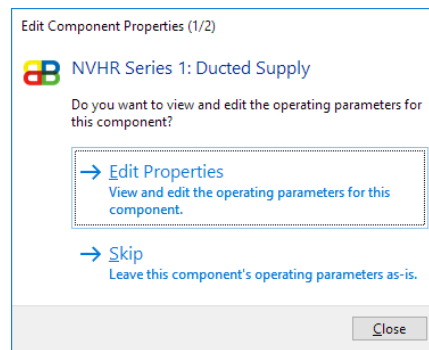 Edit Component Properties (1/2)
NVHR Series 1: Ducted Supply
Do you want to view and edit the operating parameters for
this component?
Edit Properties
View and edit the operating parameters for this
component.
Skip
Leave this component's operating parameters as-is.
Close